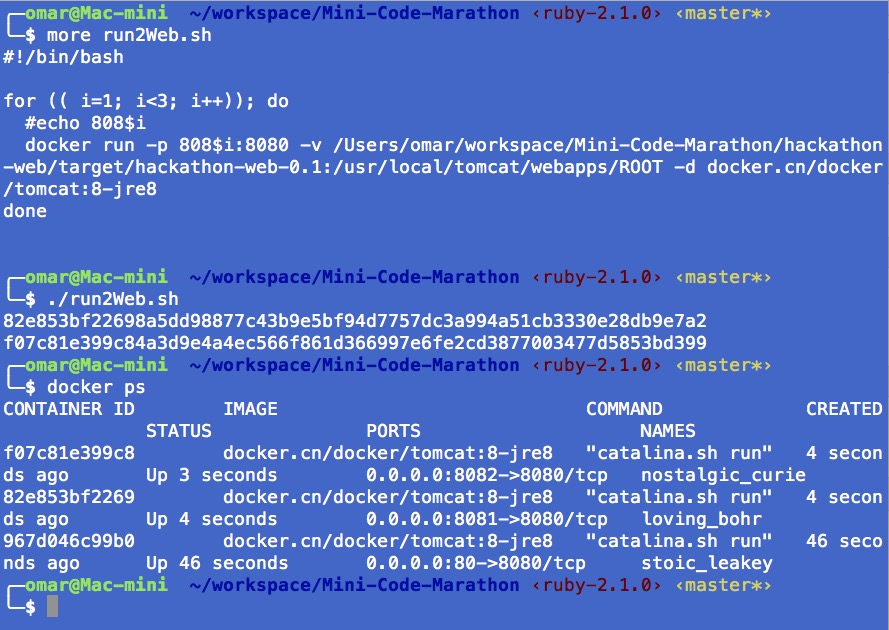 ╭─omar@Mac-mini  ~/workspace/Mini-Code-Marathon ‹ruby-2.1.0› ‹master*›
╰─$ more run2Web.sh
#!/bin/bash

for (( i=1; i<3; i++)); do
  #echo 808$i
  docker run -p 808$i:8080 -v /Users/omar/workspace/Mini-Code-Marathon/hackathon
-web/target/hackathon-web-0.1:/usr/local/tomcat/webapps/ROOT -d docker.cn/docker
/tomcat:8-jre8
done

╭─omar@Mac-mini  ~/workspace/Mini-Code-Marathon ‹ruby-2.1.0› ‹master*›
╰─$ ./run2Web.sh
82e853bf22698a5dd98877c43b9e5bf94d7757dc3a994a51cb3330e28db9e7a2
f07c81e399c84a3d9e4a4ec566f861d366997e6fe2cd3877003477d5853bd399
╭─omar@Mac-mini  ~/workspace/Mini-Code-Marathon ‹ruby-2.1.0› ‹master*›
╰─$ docker ps
CONTAINER ID        IMAGE                            COMMAND             CREATED
             STATUS              PORTS                    NAMES
f07c81e399c8        docker.cn/docker/tomcat:8-jre8   "catalina.sh run"   4 secon
ds ago       Up 3 seconds        0.0.0.0:8082->8080/tcp   nostalgic_curie
82e853bf2269        docker.cn/docker/tomcat:8-jre8   "catalina.sh run"   4 secon
ds ago       Up 4 seconds        0.0.0.0:8081->8080/tcp   loving_bohr
967d046c99b0        docker.cn/docker/tomcat:8-jre8   "catalina.sh run"   46 seco
nds ago      Up 46 seconds       0.0.0.0:80->8080/tcp     stoic_leakey
╭─omar@Mac-mini  ~/workspace/Mini-Code-Marathon ‹ruby-2.1.0› ‹master*›
╰─$